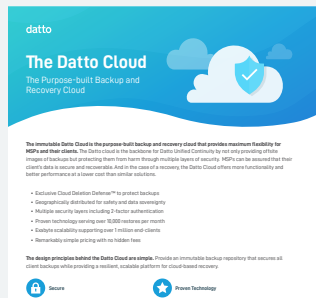 datto
The Datto Cloud
The Purpose-built Backup and
Recovery Cloud
The immutable Datto Cloud is the purpose-built backup and recovery cloud that provides maximum flexibility for
MSPs and their clients. The Datto cloud is the backbone for Datto Unified Continuity by not only providing offsite
images of backups but protecting them from harm through multiple layers of security. MSPs can be assured that their
client's data is secure and recoverable. And in the case of a recovery, the Datto Cloud offers more functionality and
better performance at a lower cost than similar solutions.
• Exclusive Cloud Deletion Defense™ to protect backups
• Geographically distributed for safety and data sovereignty
• Multiple security layers including 2-factor authentication
• Proven technology serving over 10,000 restores per month
• Exabyte scalability supporting over 1 million end-clients
• Remarkably simple pricing with no hidden fees
The design principles behind the Datto Cloud are simple. Provide an immutable backup repository that secures all
client backups while providing a resilient, scalable platform for cloud-based recovery.
Secure
Proven Technology